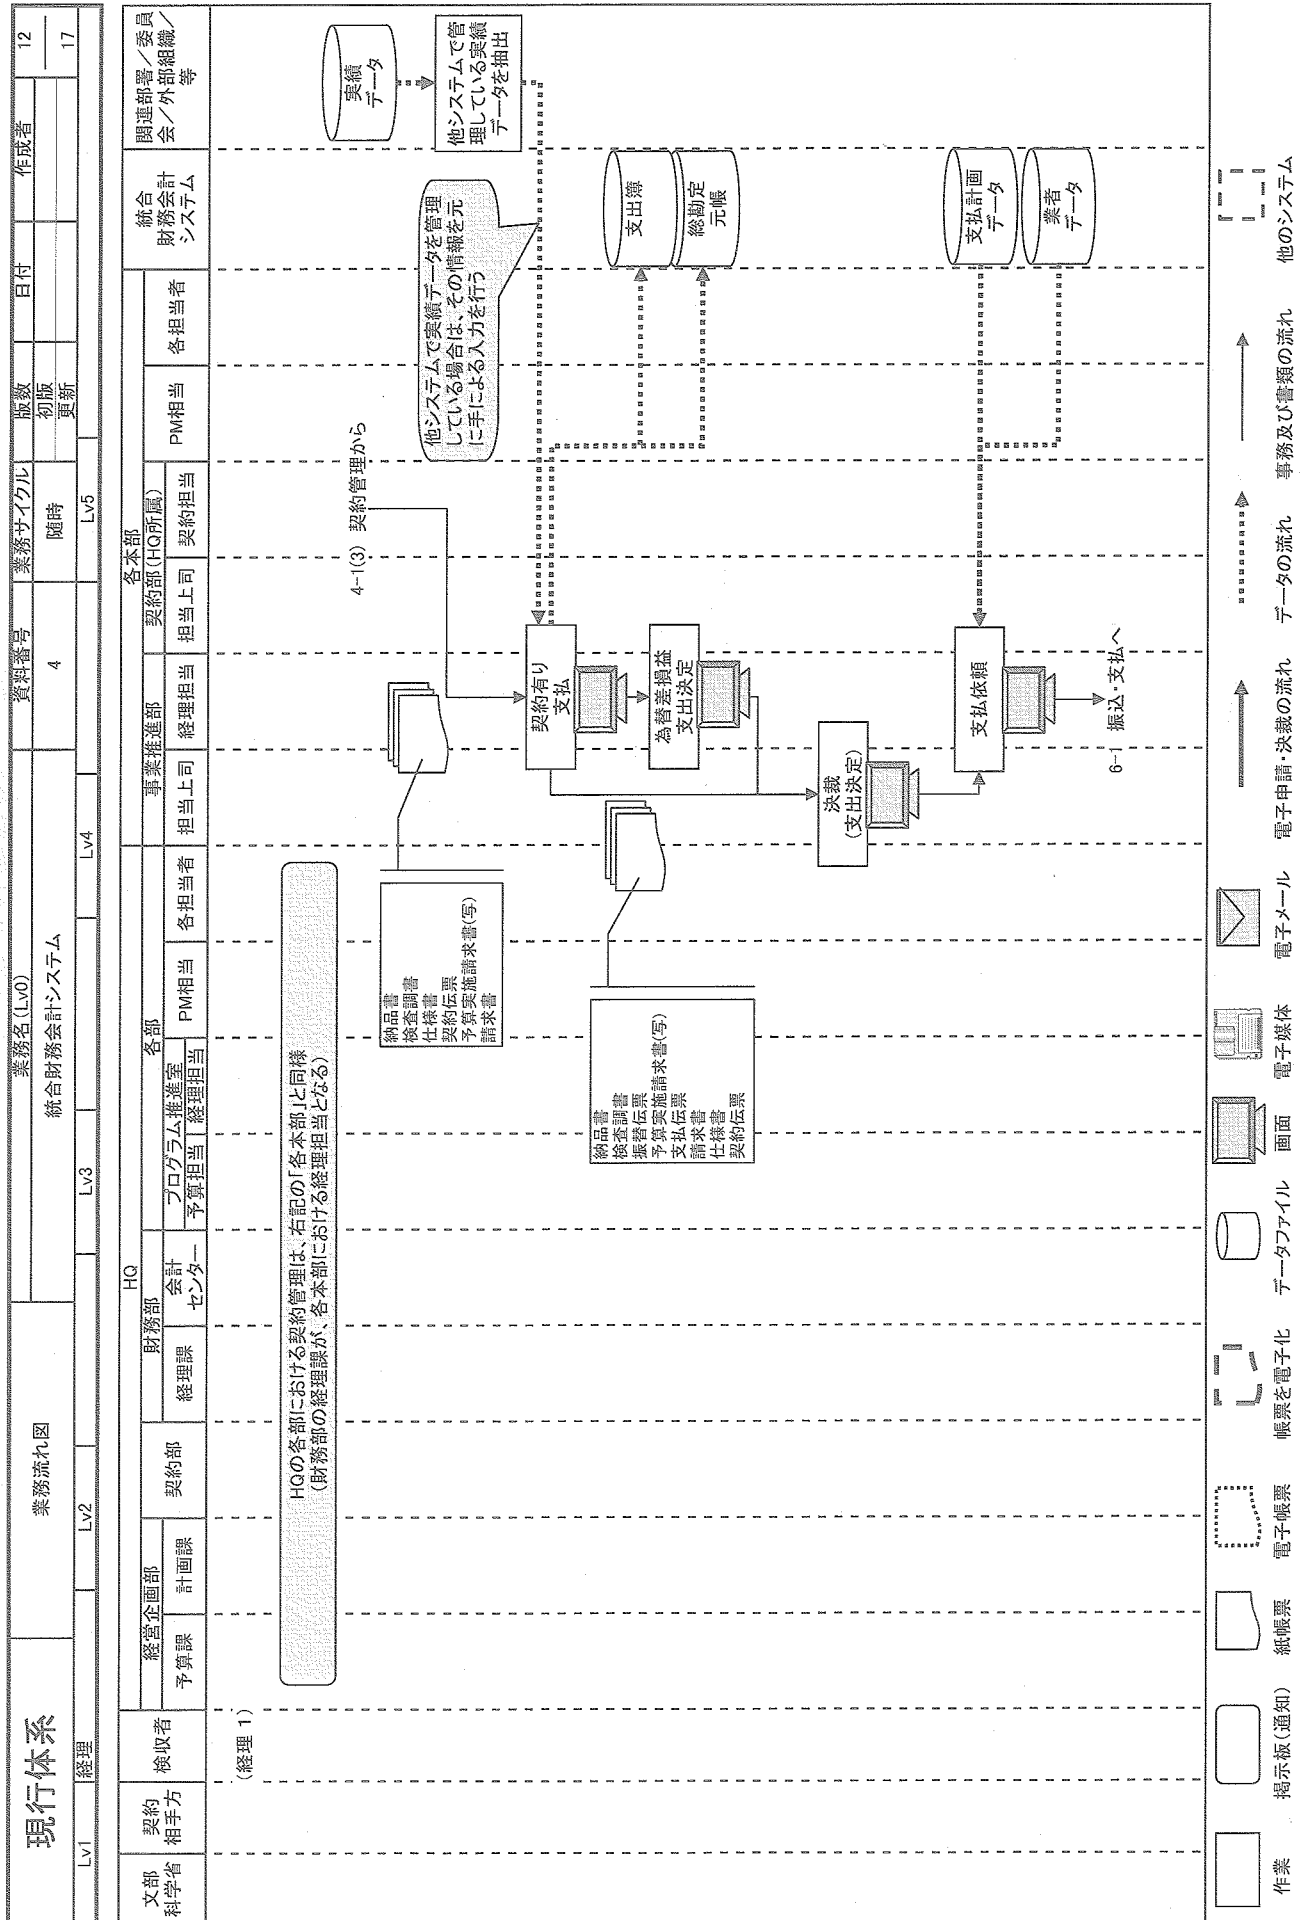 現行体系
業務流れ図
業務名(Lv0)
統合財務会計システム
資料番号
4
業務サイクル
随時
版数
初版
更新
日付
作成者
12
17
Lv1
経理
Lv2
Lv3
Lv4
Lv5
文部
科学省
契約
相手方
検収者
HQ
経営企画部
予算課
計画課
契約部
財務部
経理課
会計
センター
各部
プログラム推進室
予算担当
経理担当
PM相当
各担当者
各本部
事業推進部
担当上司
経理担当
契約部(HQ所属)
担当上司
契約担当
PM相当
各担当者
統合
財務会計
システム
関連部署/委員
会/外部組織/
等
(経理 1)
HQの各部における契約管理は、右記の「各本部」と同様
(財務部の経理課が、各本部における経理担当となる)
実績
データ
他システムで管
理している実績
データを抽出
4-1(3) 契約管理から
他システムで実績データを管理
している場合は、その情報を元
に手による入力を行う
納品書
検査調書
仕様書
契約伝票
予算実施請求書(写)
請求書
契約有り
支払
為替差損益
支出決定
支出簿
総勘定
元帳
納品書
検査調書
振替伝票
予算実施請求書(写)
支払伝票
請求書
仕様書
契約伝票
決裁
(支出決定)
支払依頼
支払計画
データ
業者
データ
6-1 振込・支払へ
作業
掲示板(通知)
紙帳票
電子帳票
帳票を電子化
データファイル
画面
電子媒体
電子メール
電子申請・決裁の流れ
データの流れ
事務及び書類の流れ
他のシステム